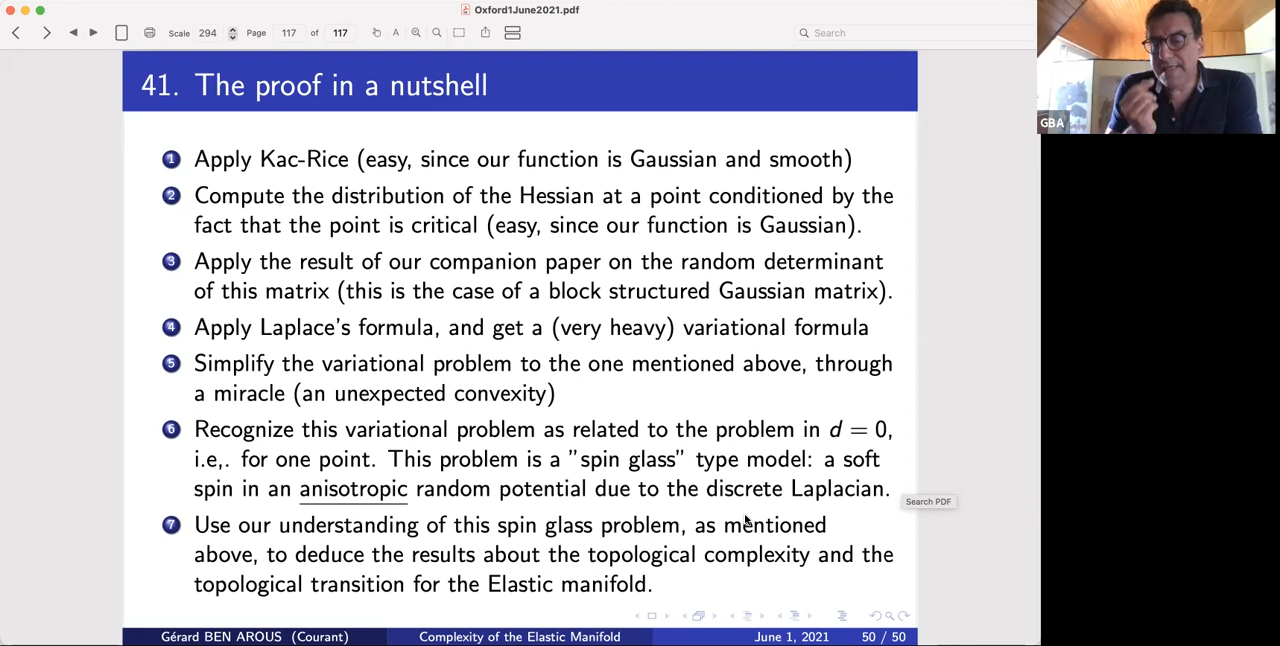 Oxford1June2021.pdf
Scale 294 Page 117 of 117 Search
41. The proof in a nutshell
GBA
1 Apply Kac-Rice (easy, since our function is Gaussian and smooth)
2 Compute the distribution of the Hessian at a point conditioned by the
fact that the point is critical (easy, since our function is Gaussian).
3 Apply the result of our companion paper on the random determinant
of this matrix (this is the case of a block structured Gaussian matrix).
4 Apply Laplace's formula, and get a (very heavy) variational formula
5 Simplify the variational problem to the one mentioned above, through
a miracle (an unexpected convexity)
6 Recognize this variational problem as related to the problem in d = 0,
i.e,. for one point. This problem is a "spin glass" type model: a soft
spin in an anisotropic random potential due to the discrete Laplacian.
Search PDF
7 Use our understanding of this spin glass problem, as mentioned
above, to deduce the results about the topological complexity and the
topological transition for the Elastic manifold.
Gérard BEN AROUS (Courant) Complexity of the Elastic Manifold June 1, 2021 50 / 50